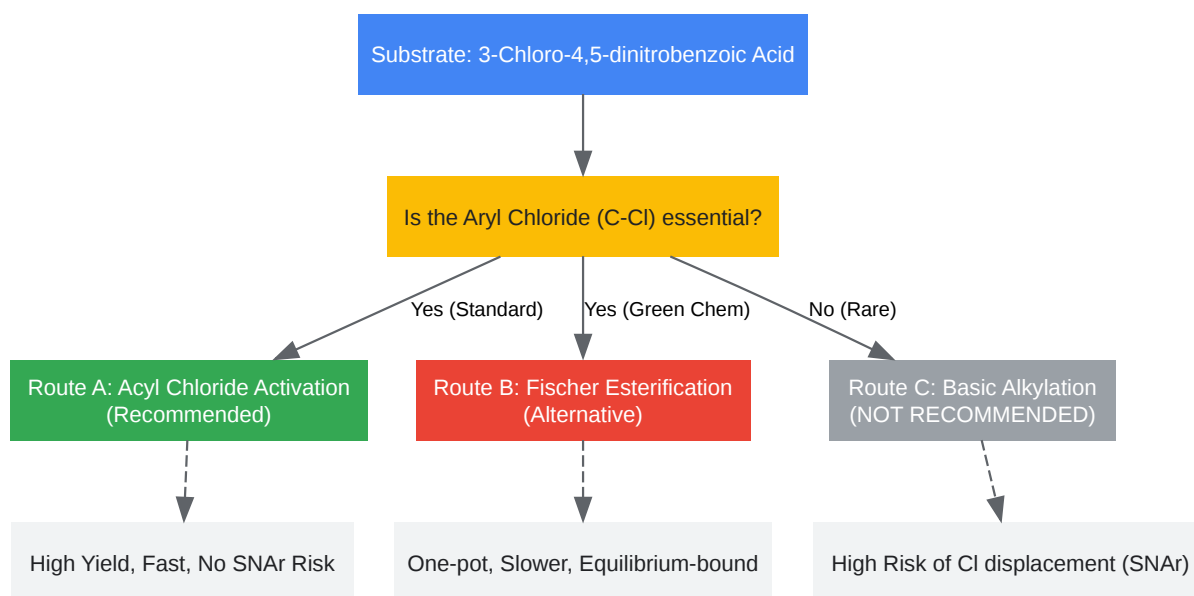 Substrate: 3-Chloro-4,5-dinitrobenzoic Acid
Is the Aryl Chloride (C-Cl) essential?
Yes (Standard)
Yes (Green Chem)
No (Rare)
Route A: Acyl Chloride Activation
(Recommended)
Route B: Fischer Esterification
(Alternative)
Route C: Basic Alkylation
(NOT RECOMMENDED)
High Yield, Fast, No SNAr Risk
One-pot, Slower, Equilibrium-bound
High Risk of Cl displacement (SNAr)